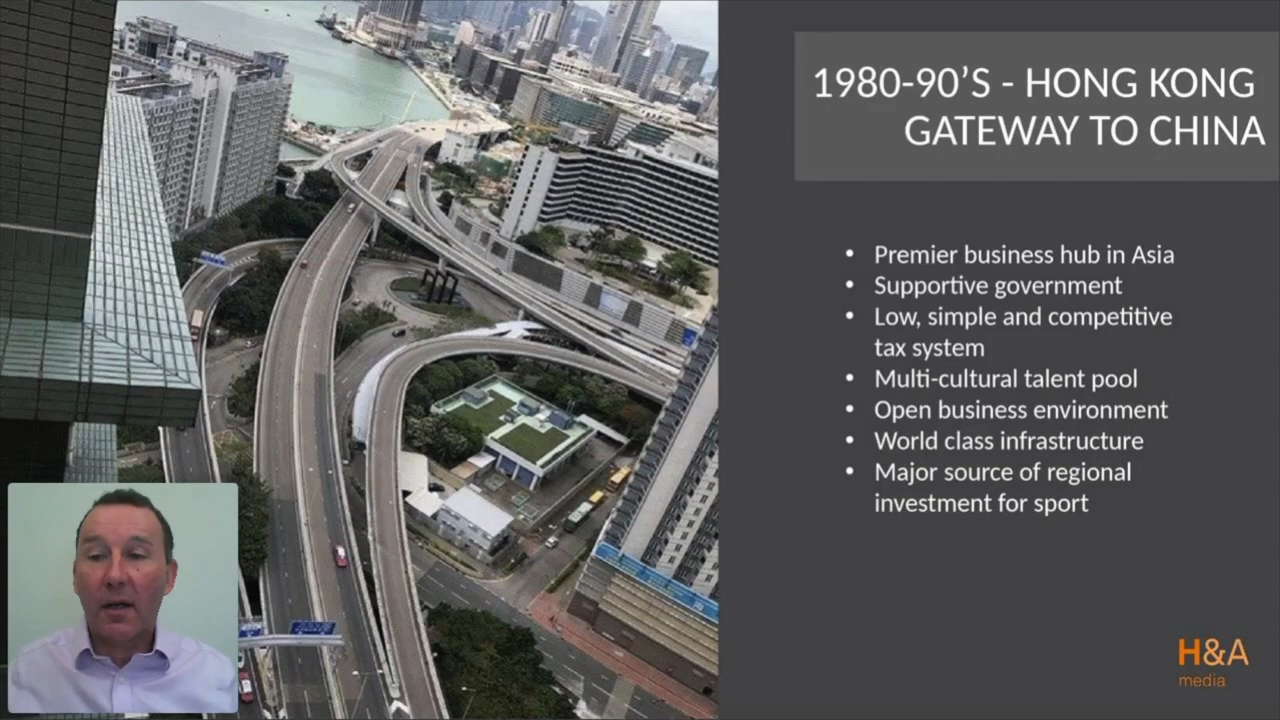 1980-90’S - HONG KONG
GATEWAY TO CHINA
• Premier business hub in Asia
• Supportive government
• Low, simple and competitive
tax system
• Multi-cultural talent pool
• Open business environment
• World class infrastructure
• Major source of regional
investment for sport
H&A
media